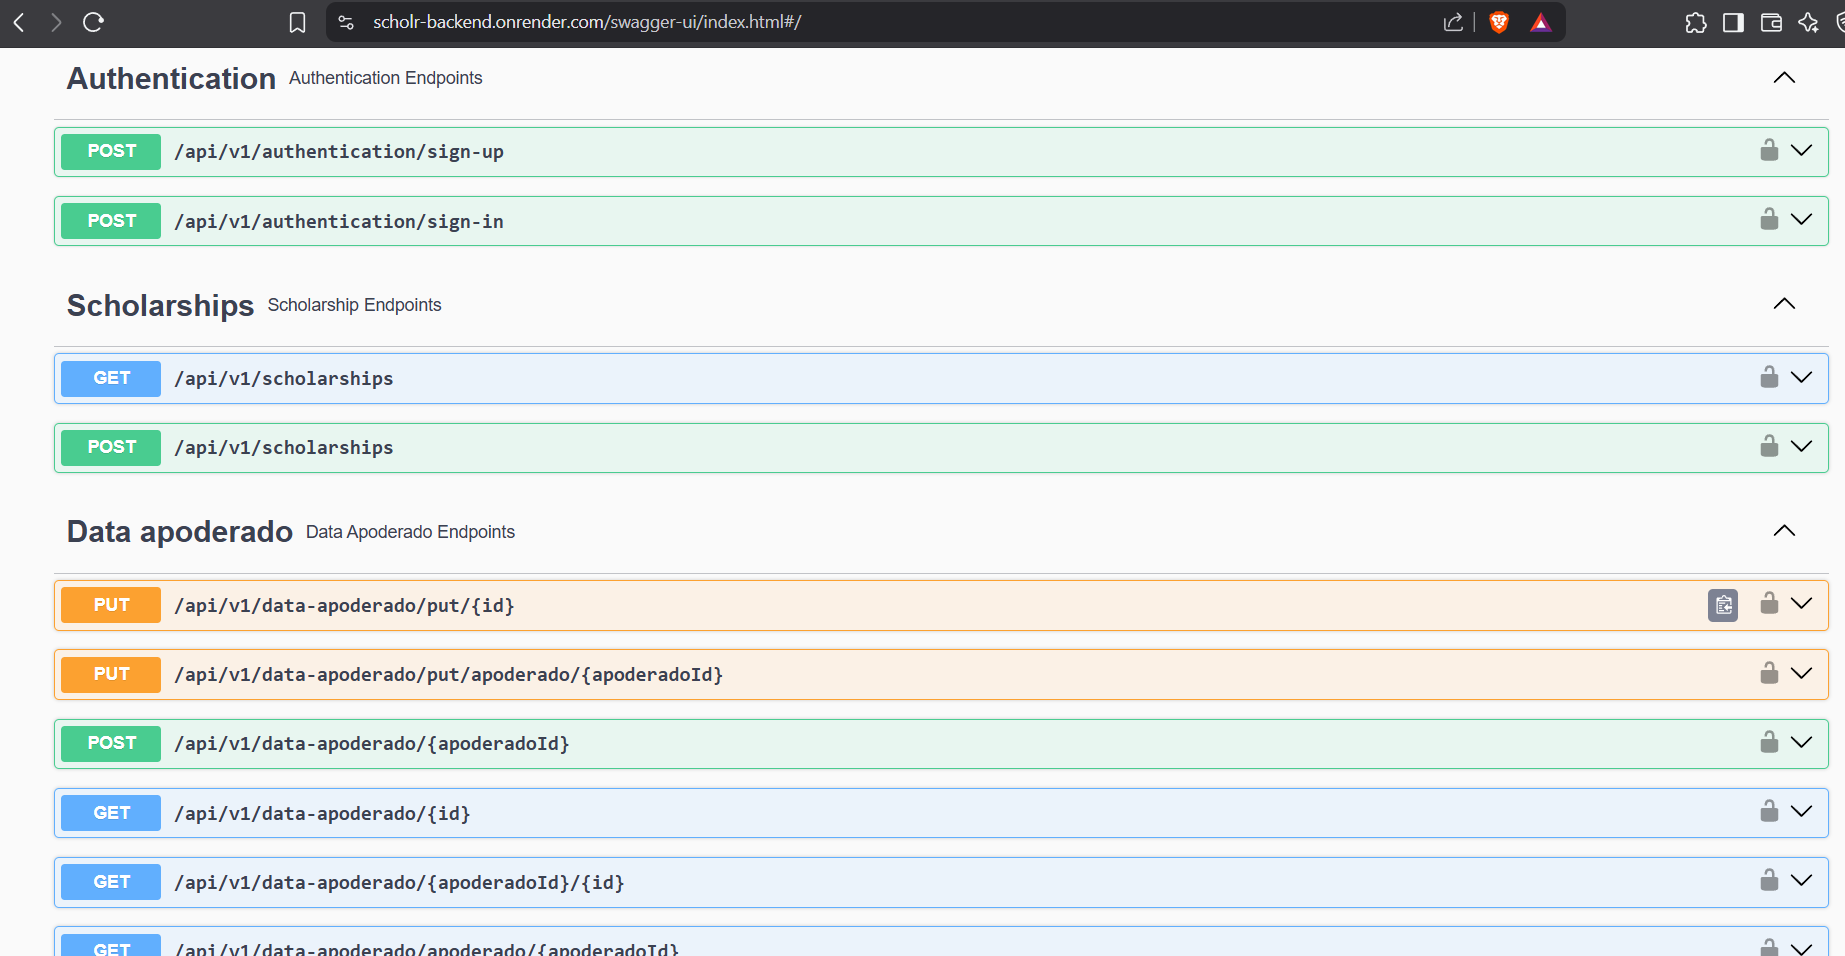 scholr-backend.onrender.com/swagger-ui/index.html#/
Authentication Authentication Endpoints
POST /api/v1/authentication/sign-up
POST /api/v1/authentication/sign-in
Scholarships Scholarship Endpoints
GET /api/v1/scholarships
POST /api/v1/scholarships
Data apoderado Data Apoderado Endpoints
PUT /api/v1/data-apoderado/put/{id}
PUT /api/v1/data-apoderado/put/apoderado/{apoderadoId}
POST /api/v1/data-apoderado/{apoderadoId}
GET /api/v1/data-apoderado/{id}
GET /api/v1/data-apoderado/{apoderadoId}/{id}
GET /api/v1/data-apoderado/apoderado/{apoderadoId}